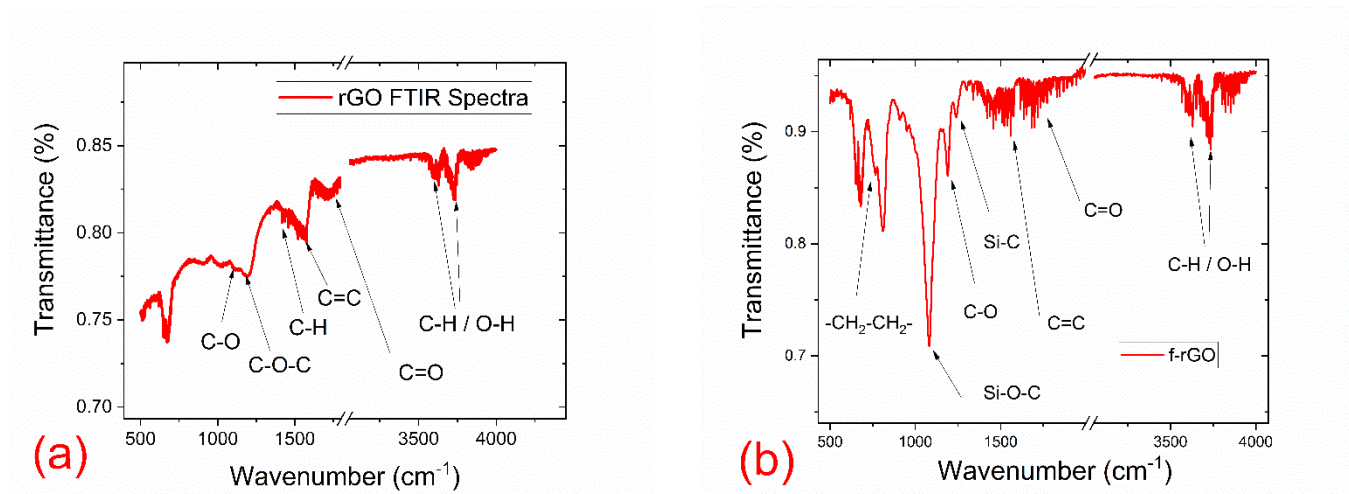 rGO FTIR Spectra
Transmittance (%)
0.85
0.80
0.75
0.70
C-O
C-O-C
C-H
C=C
C=O
C-H / O-H
500
1000
1500
3500
4000
Wavenumber (cm⁻¹)
(a)
Transmittance (%)
0.9
0.8
0.7
-CH₂-CH₂-
Si-O-C
C-O
Si-C
C=C
C=O
C-H / O-H
f-rGO
500
1000
1500
3500
4000
Wavenumber (cm⁻¹)
(b)